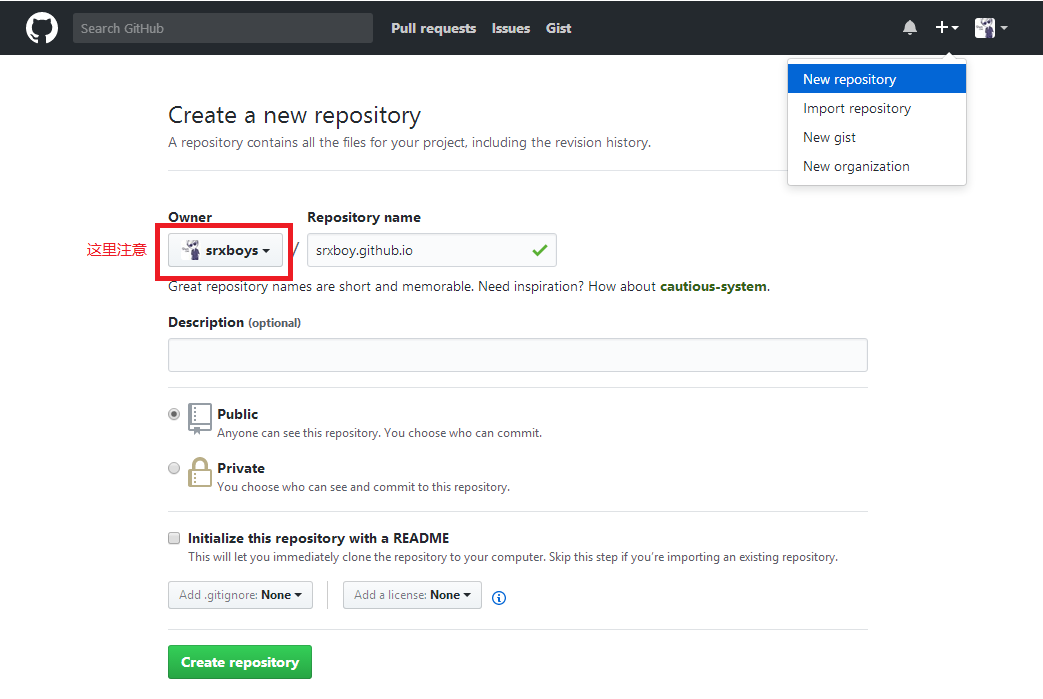 Search GitHub Pull requests Issues Gist
New repository
Import repository
New gist
New organization
Create a new repository
A repository contains all the files for your project, including the revision history.
Owner Repository name
这里注意 srxboys / srxboy.github.io
Great repository names are short and memorable. Need inspiration? How about cautious-system.
Description (optional)
Public
Anyone can see this repository. You choose who can commit.
Private
You choose who can see and commit to this repository.
Initialize this repository with a README
This will let you immediately clone the repository to your computer. Skip this step if you're importing an existing repository.
Add .gitignore: None Add a license: None
Create repository